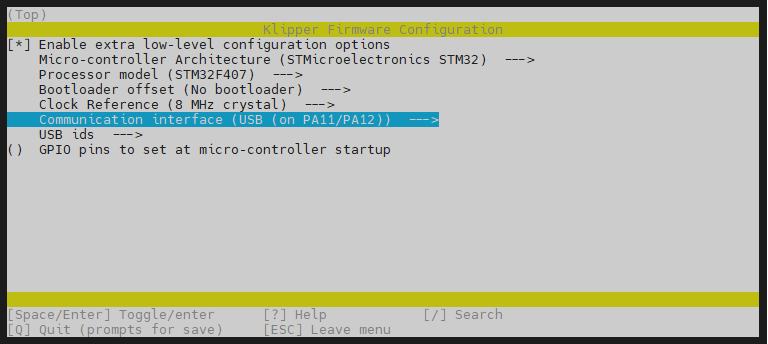 (Top)
Klipper Firmware Configuration
[*] Enable extra low-level configuration options
Micro-controller Architecture (STMicroelectronics STM32)  --->
Processor model (STM32F407)  --->
Bootloader offset (No bootloader)  --->
Clock Reference (8 MHz crystal)  --->
Communication interface (USB (on PA11/PA12))  --->
USB ids  --->
()  GPIO pins to set at micro-controller startup
[Space/Enter] Toggle/enter     [?] Help     [/] Search
[Q] Quit (prompts for save)     [ESC] Leave menu